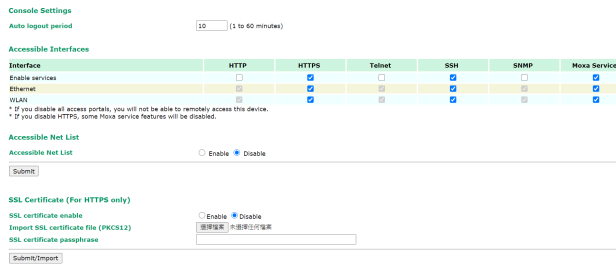 Console Settings
Auto logout period 10 (1 to 60 minutes)
Accessible Interfaces
Interface HTTP HTTPS Telnet SSH SNMP Moxa Service
Enable services
Ethernet
WLAN
* If you disable all access portals, you will not be able to remotely access this device.
* If you disable HTTPS, some Moxa service features will be disabled.
Accessible Net List
Accessible Net List Enable Disable
Submit
SSL Certificate (For HTTPS only)
SSL certificate enable Enable Disable
Import SSL certificate file (PKCS12) 選擇檔案 未選擇任何檔案
SSL certificate passphrase
Submit/Import